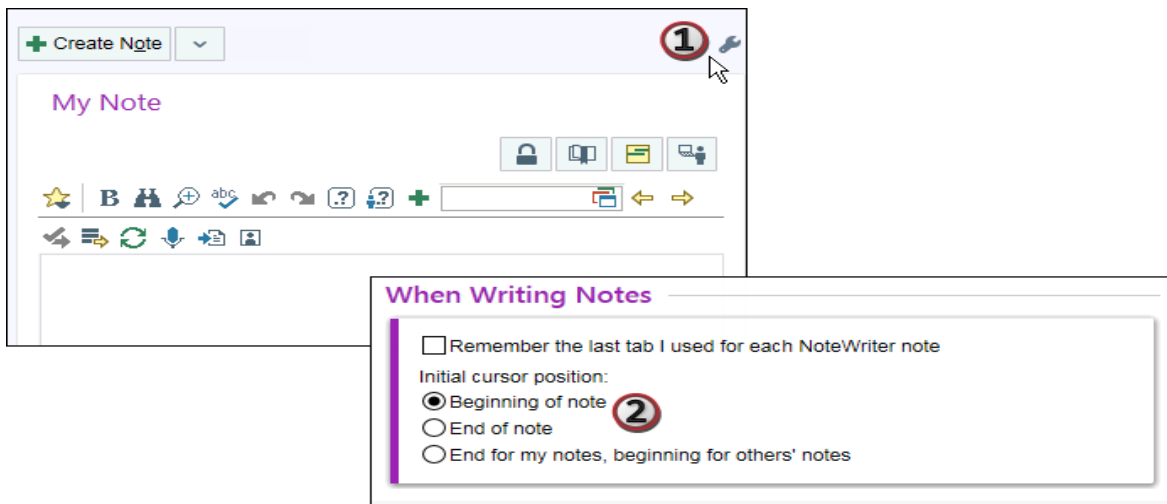 Create Note
1
My Note
B abc .? .?
When Writing Notes
Remember the last tab I used for each NoteWriter note
Initial cursor position:
Beginning of note
2
End of note
End for my notes, beginning for others' notes